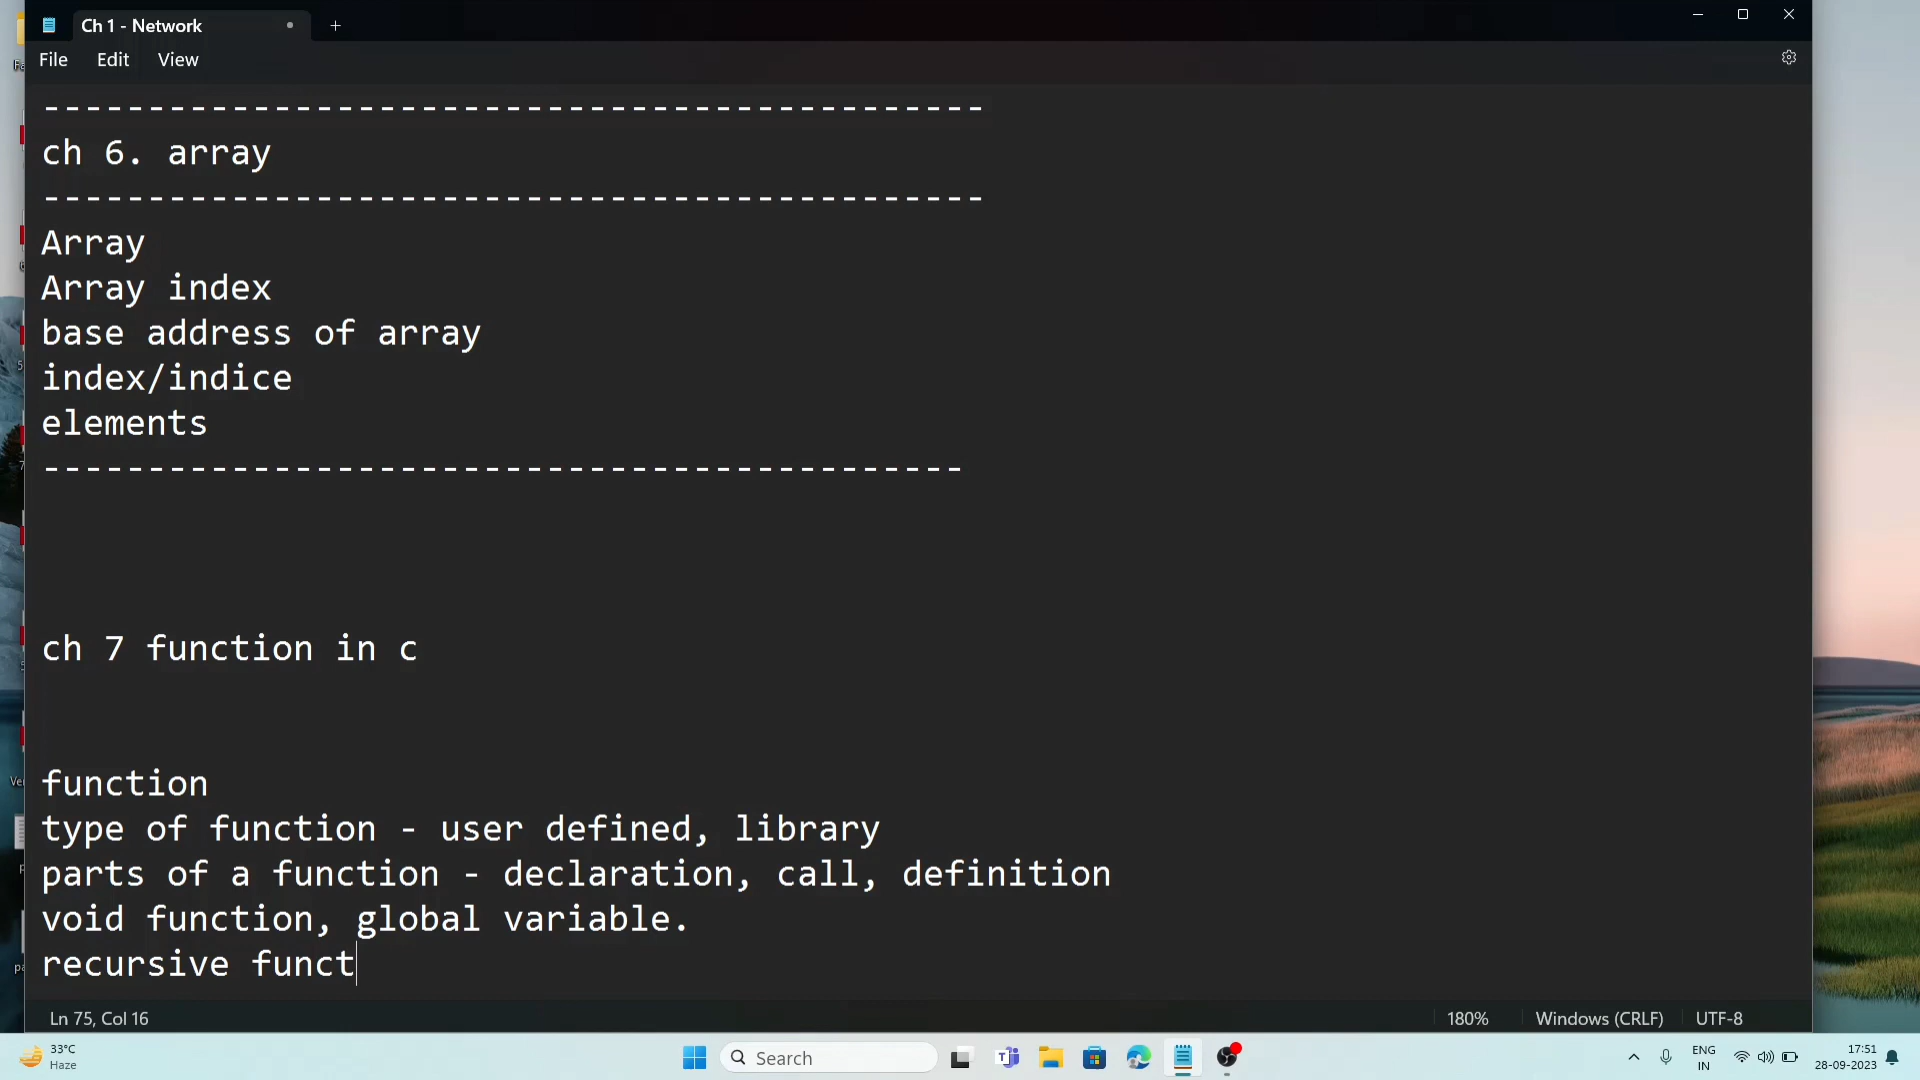 Ch 1 - Network
File Edit View
---------------------------------------------
ch 6. array
---------------------------------------------
Array
Array index
base address of array
index/indice
elements
--------------------------------------------
ch 7 function in c
function
type of function - user defined, library
parts of a function - declaration, call, definition
void function, global variable.
recursive funct
Ln 75, Col 16
180%
Windows (CRLF)
UTF-8
33°C
Haze
Search
ENG
IN
17:51
28-09-2023